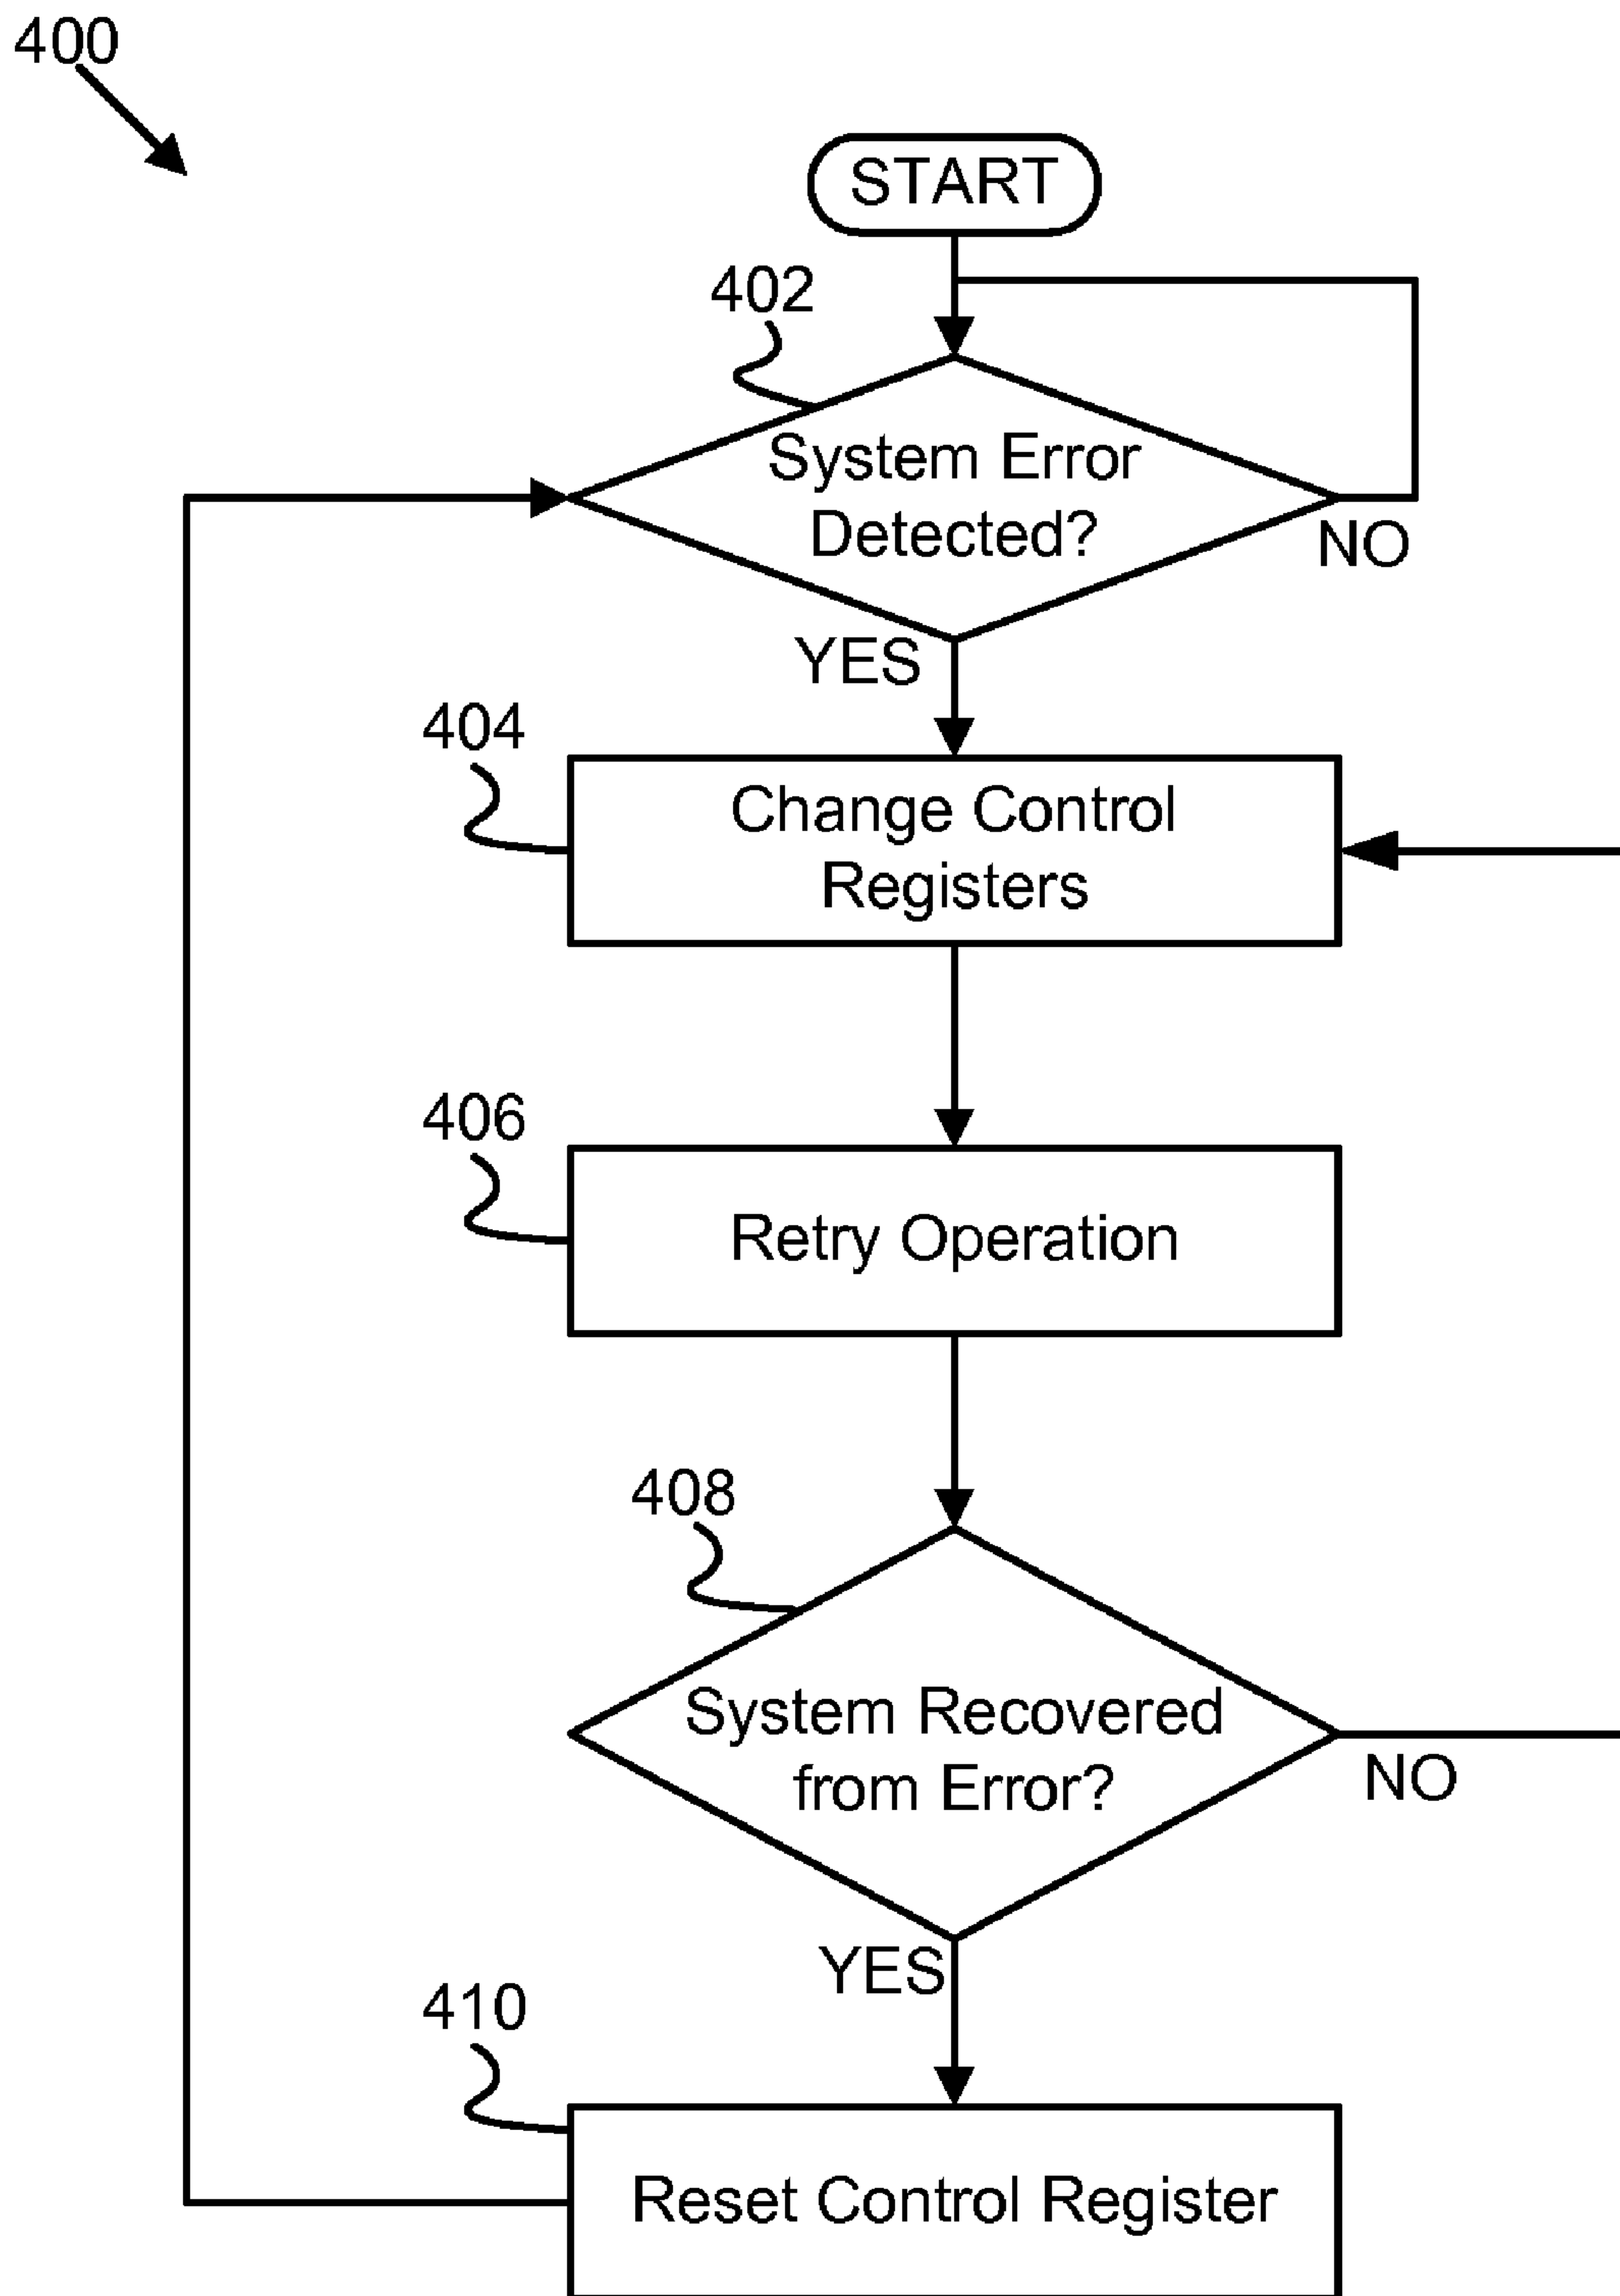 400
START
402
System Error
Detected?
NO
YES
404
Change Control
Registers
406
Retry Operation
408
System Recovered
from Error?
NO
YES
410
Reset Control Register